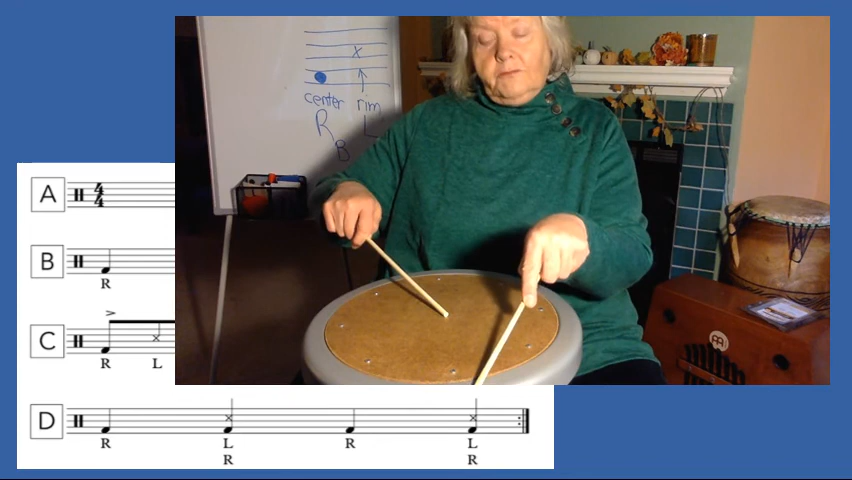 center rim
R L
B
A 4 4
B
R
C >
R L
D
R L R L
R R